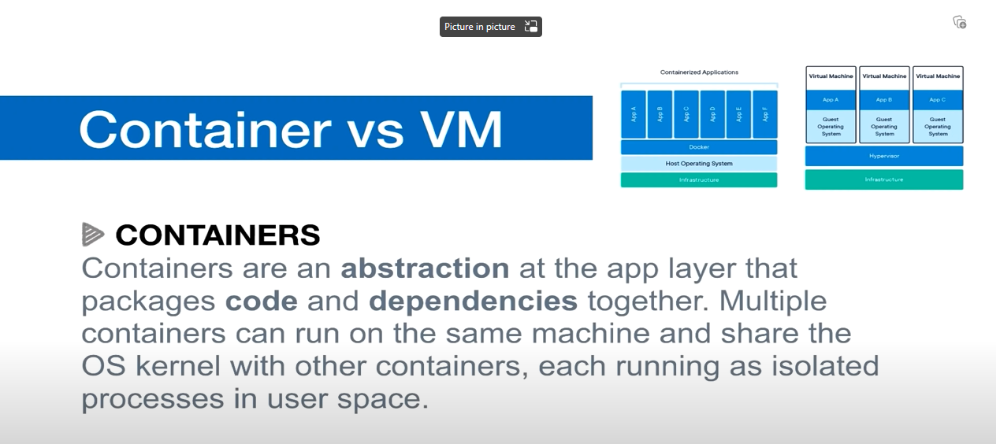 Picture in picture
Container vs VM
Containerized Applications
App A
App B
App C
App D
App E
App F
Docker
Host Operating System
Infrastructure
Virtual Machine
Virtual Machine
Virtual Machine
App A
App B
App C
Guest
Operating
System
Guest
Operating
System
Guest
Operating
System
Hypervisor
Infrastructure
CONTAINERS
Containers are an abstraction at the app layer that
packages code and dependencies together. Multiple
containers can run on the same machine and share the
OS kernel with other containers, each running as isolated
processes in user space.